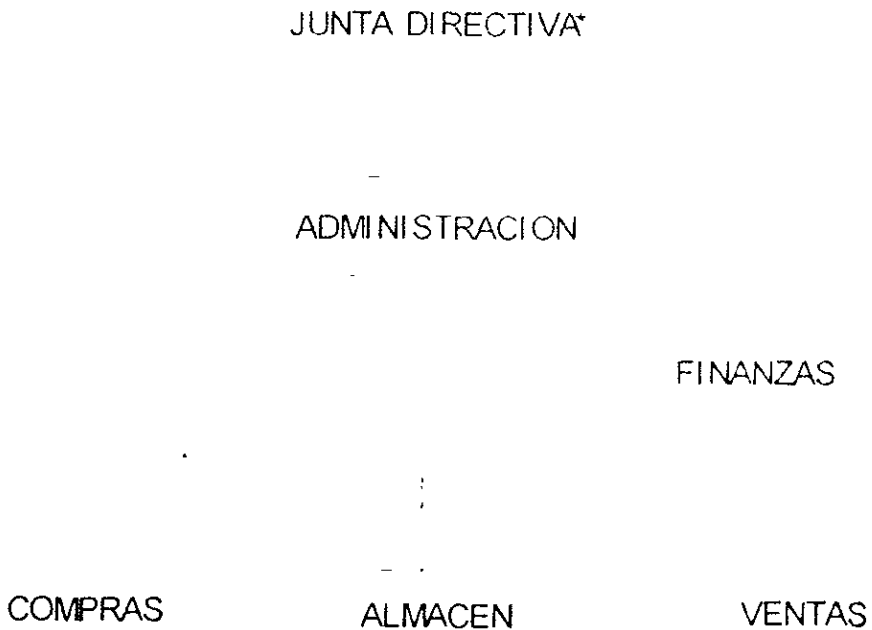 JUNTA DIRECTIVA
ADMINISTRACION
FINANZAS
COMPRAS ALMACEN VENTAS